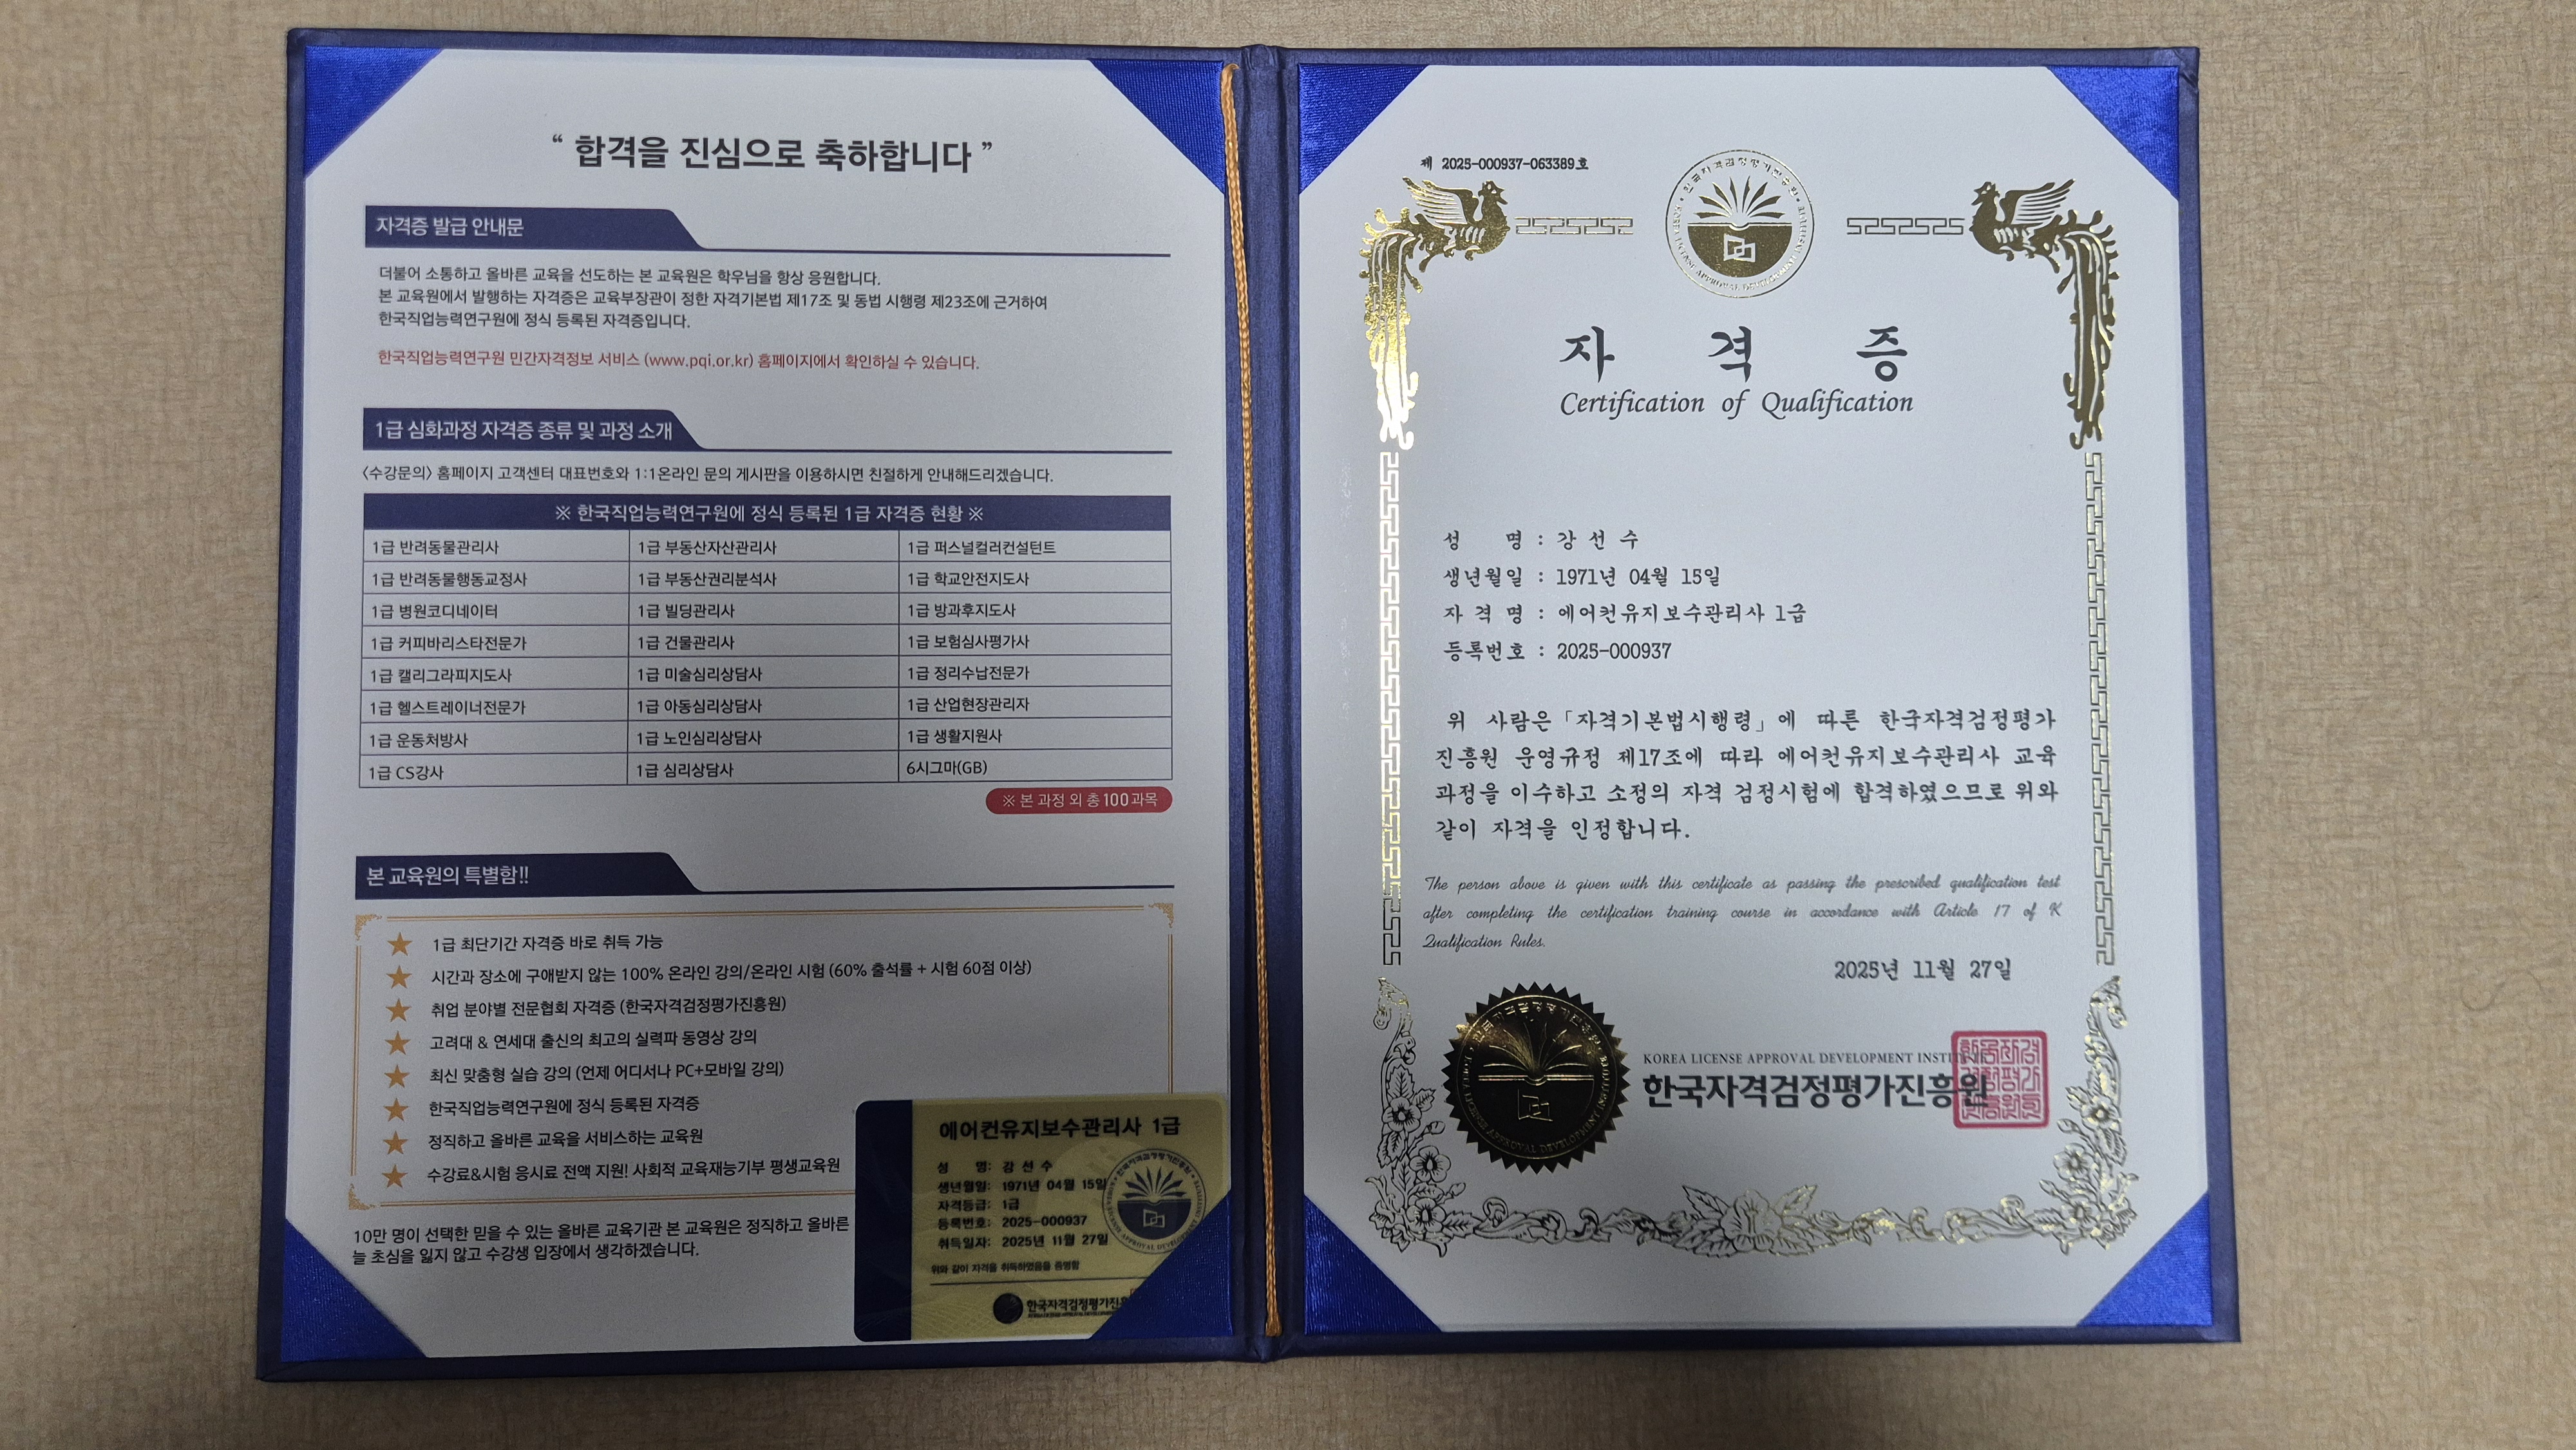 “ 합격을 진심으로 축하합니다 ”
자격증 발급 안내문
더불어 소통하고 올바른 교육을 선도하는 본 교육원은 학우님을 항상 응원합니다.
본 교육원에서 발행하는 자격증은 교육부장관이 정한 자격기본법 제17조 및 동법 시행령 제23조에 근거하여
한국직업능력연구원에 정식 등록된 자격증입니다.
한국직업능력연구원 민간자격정보 서비스 (www.pqi.or.kr) 홈페이지에서 확인하실 수 있습니다.
1급 심화과정 자격증 종류 및 과정 소개
<수강문의> 홈페이지 고객센터 대표번호와 1:1온라인 문의 게시판을 이용하시면 친절하게 안내해드리겠습니다.
※ 한국직업능력연구원에 정식 등록된 1급 자격증 현황 ※
1급 반려동물관리사 1급 부동산자산관리사 1급 퍼스널컬러컨설턴트
1급 반려동물행동교정사 1급 부동산권리분석사 1급 학교안전지도사
1급 병원코디네이터 1급 빌딩관리사 1급 방과후지도사
1급 커피바리스타전문가 1급 건물관리사 1급 보험심사평가사
1급 캘리그라피지도사 1급 미술심리상담사 1급 정리수납전문가
1급 헬스트레이너전문가 1급 아동심리상담사 1급 산업현장관리자
1급 운동처방사 1급 노인심리상담사 1급 생활지원사
1급 CS강사 1급 심리상담사 6시그마(GB)
※ 본 과정 외 총 100과목
본 교육원의 특별함!!
★ 1급 최단기간 자격증 바로 취득 가능
★ 시간과 장소에 구애받지 않는 100% 온라인 강의/온라인 시험 (60% 출석률 + 시험 60점 이상)
★ 취업 분야별 전문협회 자격증 (한국자격검정평가진흥원)
★ 고려대 & 연세대 출신의 최고의 실력파 동영상 강의
★ 최신 맞춤형 실습 강의 (언제 어디서나 PC+모바일 강의)
★ 한국직업능력연구원에 정식 등록된 자격증
★ 정직하고 올바른 교육을 서비스하는 교육원
★ 수강료&시험 응시료 전액 지원! 사회적 교육재능기부 평생교육원
10만 명이 선택한 믿을 수 있는 올바른 교육기관 본 교육원은 정직하고 올바른
늘 초심을 잃지 않고 수강생 입장에서 생각하겠습니다.
에어컨유지보수관리사 1급
성 명: 강 선 수
생년월일: 1971년 04월 15일
자격등급: 1급
등록번호: 2025-000937
취득일자: 2025년 11월 27일
위와 같이 자격을 취득하였음을 증명함
한국자격검정평가진흥
제 2025-000937-063389호
한국자격검정평가진흥원
KOREA LICENSE APPROVAL DEVELOPMENT INSTITUTE
자 격 증
Certification of Qualification
성 명 : 강 선 수
생년월일 : 1971년 04월 15일
자 격 명 : 에어컨유지보수관리사 1급
등록번호 : 2025-000937
위 사람은「자격기본법시행령」에 따른 한국자격검정평가
진흥원 운영규정 제17조에 따라 에어컨유지보수관리사 교육
과정을 이수하고 소정의 자격 검정시험에 합격하였으므로 위와
같이 자격을 인정합니다.
The person above is given with this certificate as passing the prescribed qualification test
after completing the certification training course in accordance with Article 17 of K
Qualification Rules.
2025년 11월 27일
KOREA LICENSE APPROVAL DEVELOPMENT INSTITUTE
한국자격검정평가진흥원